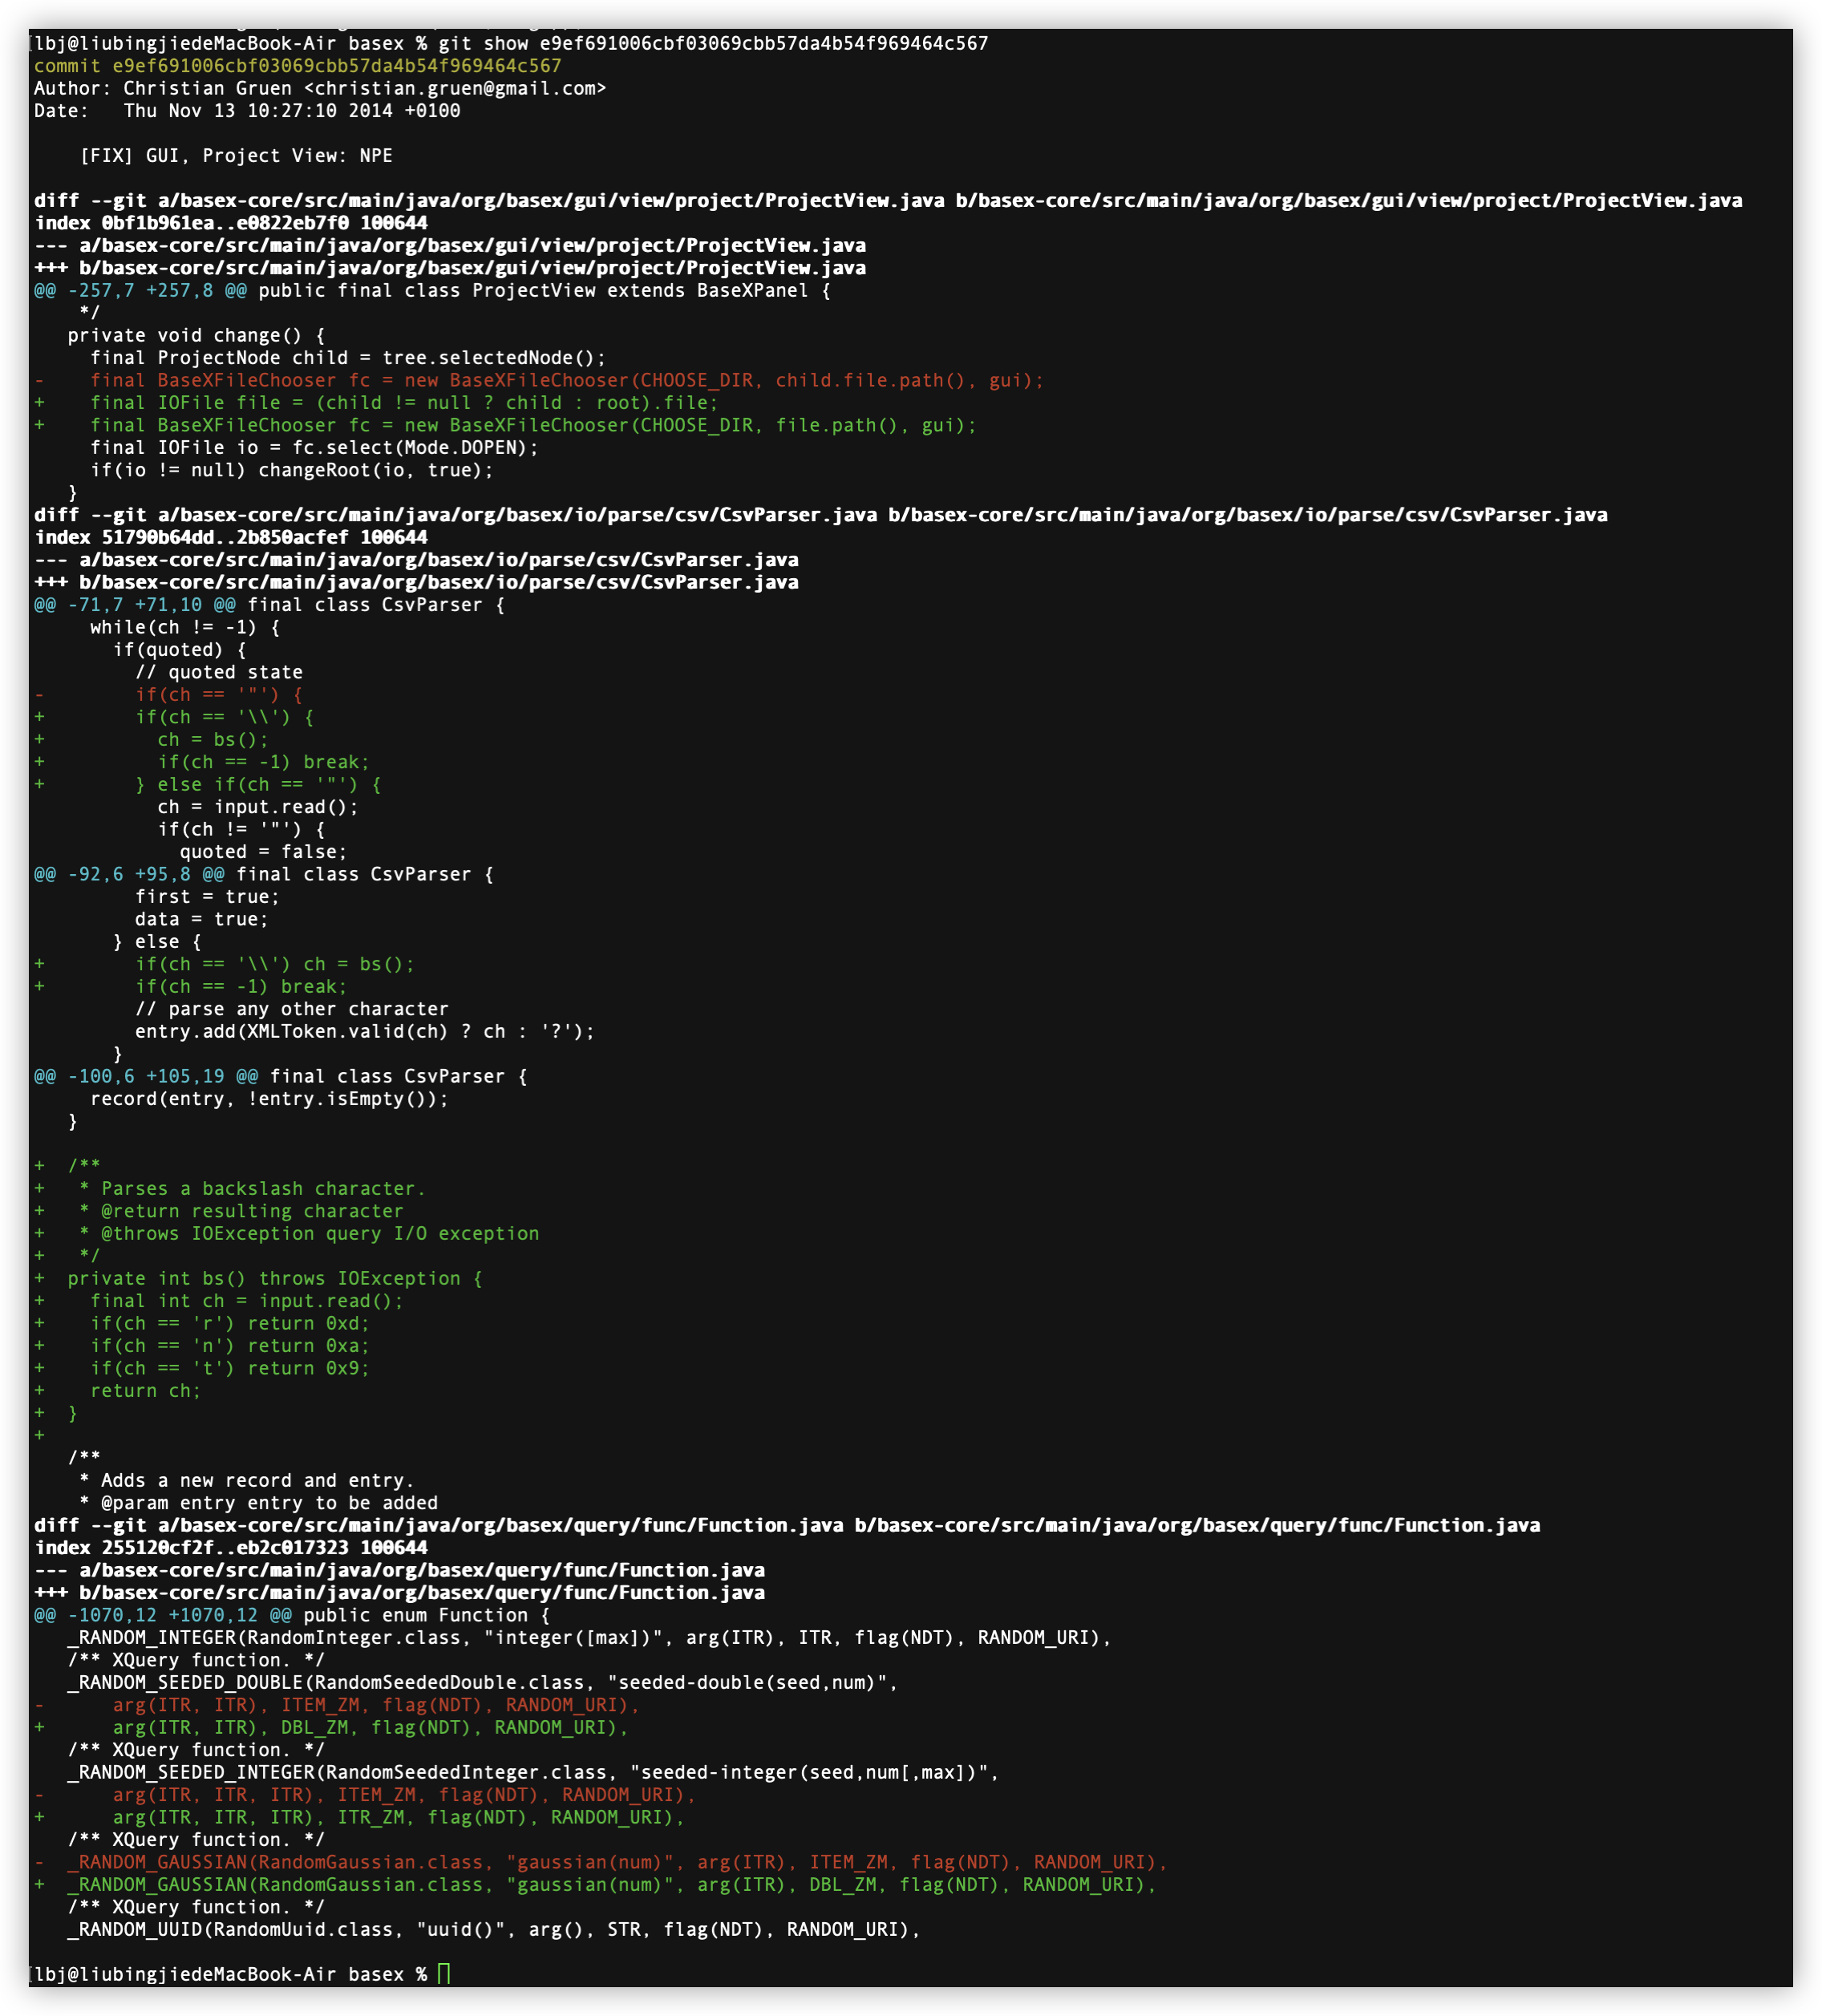 lbj@liubingjiedeMacBook-Air basex % git show e9ef691006cbf03069cbb57da4b54f969464c567
commit e9ef691006cbf03069cbb57da4b54f969464c567
Author: Christian Gruen <christian.gruen@gmail.com>
Date:   Thu Nov 13 10:27:10 2014 +0100

    [FIX] GUI, Project View: NPE

diff --git a/basex-core/src/main/java/org/basex/gui/view/project/ProjectView.java b/basex-core/src/main/java/org/basex/gui/view/project/ProjectView.java
index 0bf1b961ea..e0822eb7f0 100644
--- a/basex-core/src/main/java/org/basex/gui/view/project/ProjectView.java
+++ b/basex-core/src/main/java/org/basex/gui/view/project/ProjectView.java
@@ -257,7 +257,8 @@ public final class ProjectView extends BaseXPanel {
    */
   private void change() {
     final ProjectNode child = tree.selectedNode();
-    final BaseXFileChooser fc = new BaseXFileChooser(CHOOSE_DIR, child.file.path(), gui);
+    final IOFile file = (child != null ? child : root).file;
+    final BaseXFileChooser fc = new BaseXFileChooser(CHOOSE_DIR, file.path(), gui);
     final IOFile io = fc.select(Mode.DOPEN);
     if(io != null) changeRoot(io, true);
   }
diff --git a/basex-core/src/main/java/org/basex/io/parse/csv/CsvParser.java b/basex-core/src/main/java/org/basex/io/parse/csv/CsvParser.java
index 51790b64dd..2b850acfef 100644
--- a/basex-core/src/main/java/org/basex/io/parse/csv/CsvParser.java
+++ b/basex-core/src/main/java/org/basex/io/parse/csv/CsvParser.java
@@ -71,7 +71,10 @@ final class CsvParser {
     while(ch != -1) {
       if(quoted) {
         // quoted state
-        if(ch == '"') {
+        if(ch == '\\') {
+          ch = bs();
+          if(ch == -1) break;
+        } else if(ch == '"') {
           ch = input.read();
           if(ch != '"') {
             quoted = false;
@@ -92,6 +95,8 @@ final class CsvParser {
         first = true;
         data = true;
       } else {
+        if(ch == '\\') ch = bs();
+        if(ch == -1) break;
         // parse any other character
         entry.add(XMLToken.valid(ch) ? ch : '?');
       }
@@ -100,6 +105,19 @@ final class CsvParser {
     record(entry, !entry.isEmpty());
   }

+  /**
+   * Parses a backslash character.
+   * @return resulting character
+   * @throws IOException query I/O exception
+   */
+  private int bs() throws IOException {
+    final int ch = input.read();
+    if(ch == 'r') return 0xd;
+    if(ch == 'n') return 0xa;
+    if(ch == 't') return 0x9;
+    return ch;
+  }
+
   /**
    * Adds a new record and entry.
    * @param entry entry to be added
diff --git a/basex-core/src/main/java/org/basex/query/func/Function.java b/basex-core/src/main/java/org/basex/query/func/Function.java
index 255120cf2f..eb2c017323 100644
--- a/basex-core/src/main/java/org/basex/query/func/Function.java
+++ b/basex-core/src/main/java/org/basex/query/func/Function.java
@@ -1070,12 +1070,12 @@ public enum Function {
   _RANDOM_INTEGER(RandomInteger.class, "integer([max])", arg(ITR), ITR, flag(NDT), RANDOM_URI),
   /** XQuery function. */
   _RANDOM_SEEDED_DOUBLE(RandomSeededDouble.class, "seeded-double(seed,num)",
-      arg(ITR, ITR), ITEM_ZM, flag(NDT), RANDOM_URI),
+      arg(ITR, ITR), DBL_ZM, flag(NDT), RANDOM_URI),
   /** XQuery function. */
   _RANDOM_SEEDED_INTEGER(RandomSeededInteger.class, "seeded-integer(seed,num[,max])",
-      arg(ITR, ITR, ITR), ITEM_ZM, flag(NDT), RANDOM_URI),
+      arg(ITR, ITR, ITR), ITR_ZM, flag(NDT), RANDOM_URI),
   /** XQuery function. */
-  _RANDOM_GAUSSIAN(RandomGaussian.class, "gaussian(num)", arg(ITR), ITEM_ZM, flag(NDT), RANDOM_URI),
+  _RANDOM_GAUSSIAN(RandomGaussian.class, "gaussian(num)", arg(ITR), DBL_ZM, flag(NDT), RANDOM_URI),
   /** XQuery function. */
   _RANDOM_UUID(RandomUuid.class, "uuid()", arg(), STR, flag(NDT), RANDOM_URI),

lbj@liubingjiedeMacBook-Air basex %